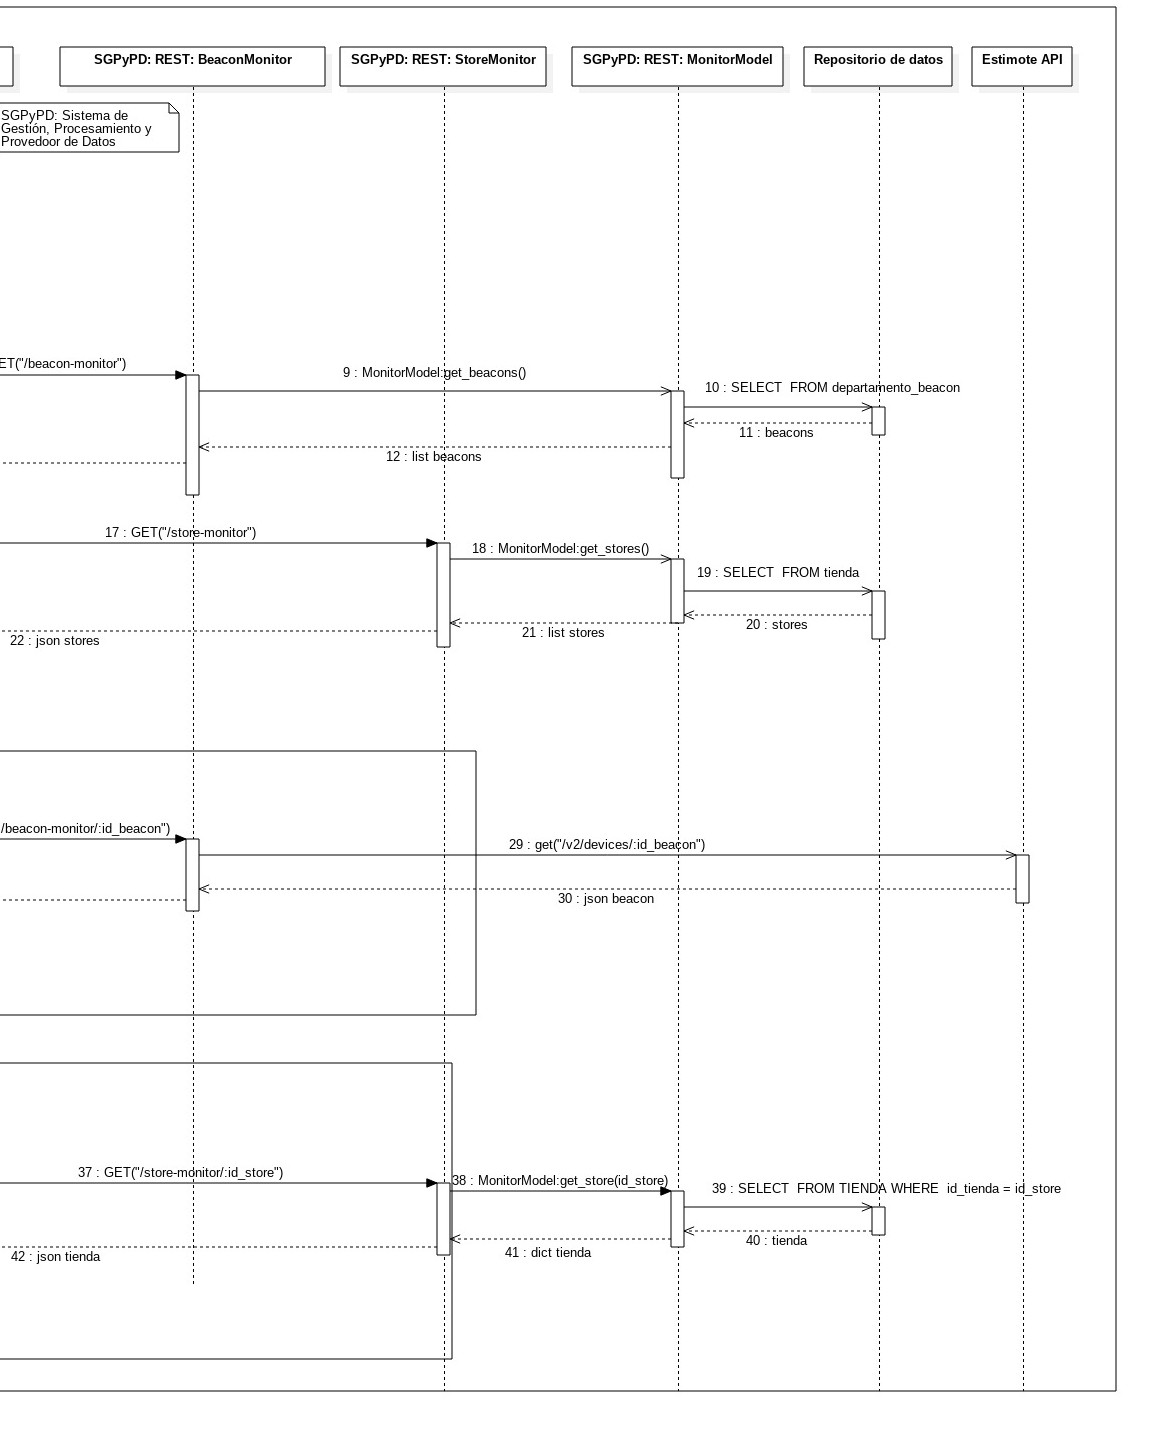 SGPyPD: REST: BeaconMonitor
SGPyPD: REST: StoreMonitor
SGPyPD: REST: MonitorModel
Repositorio de datos
Estimote API
SGPyPD: Sistema de
Gestión, Procesamiento y
Provedoor de Datos
ET("/beacon-monitor")
9 : MonitorModel:get_beacons()
10 : SELECT  FROM departamento_beacon
11 : beacons
12 : list beacons
17 : GET("/store-monitor")
18 : MonitorModel:get_stores()
19 : SELECT  FROM tienda
20 : stores
21 : list stores
22 : json stores
/beacon-monitor/:id_beacon")
29 : get("/v2/devices/:id_beacon")
30 : json beacon
37 : GET("/store-monitor/:id_store")
38 : MonitorModel:get_store(id_store)
39 : SELECT  FROM TIENDA WHERE  id_tienda = id_store
40 : tienda
41 : dict tienda
42 : json tienda